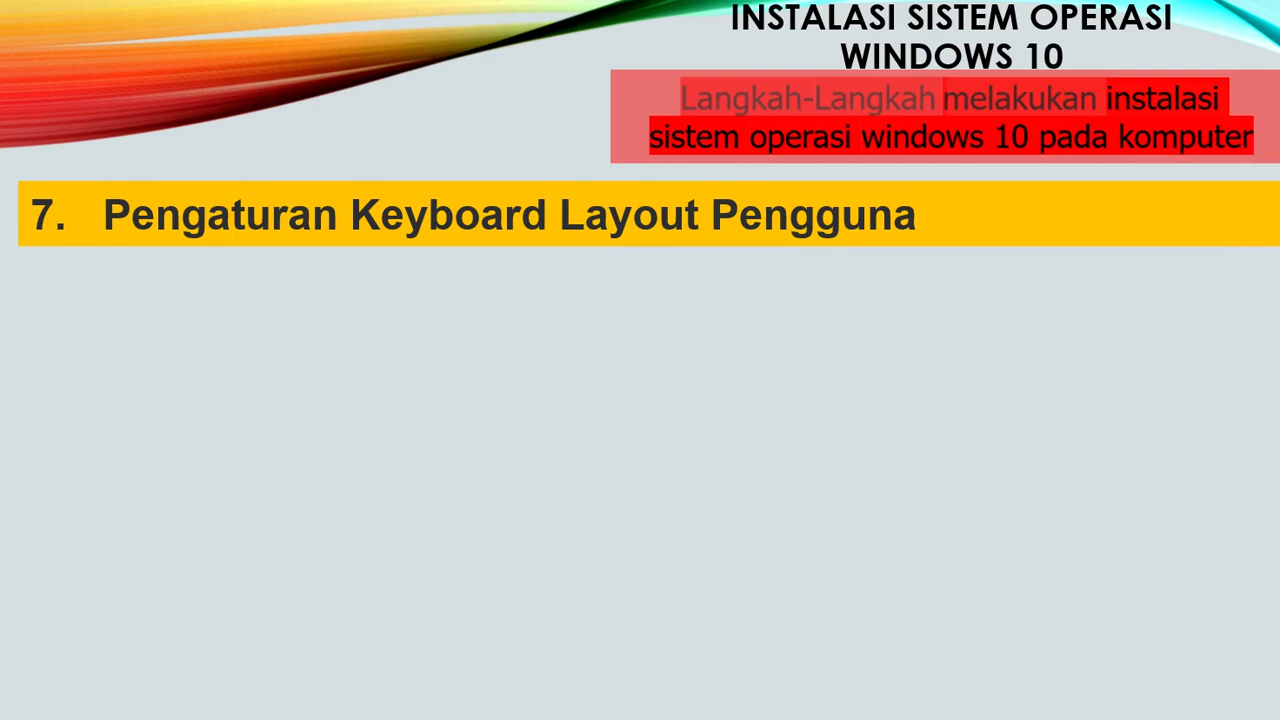 INSTALASI SISTEM OPERASI
WINDOWS 10
Langkah-Langkah melakukan instalasi
sistem operasi windows 10 pada komputer
7. Pengaturan Keyboard Layout Pengguna